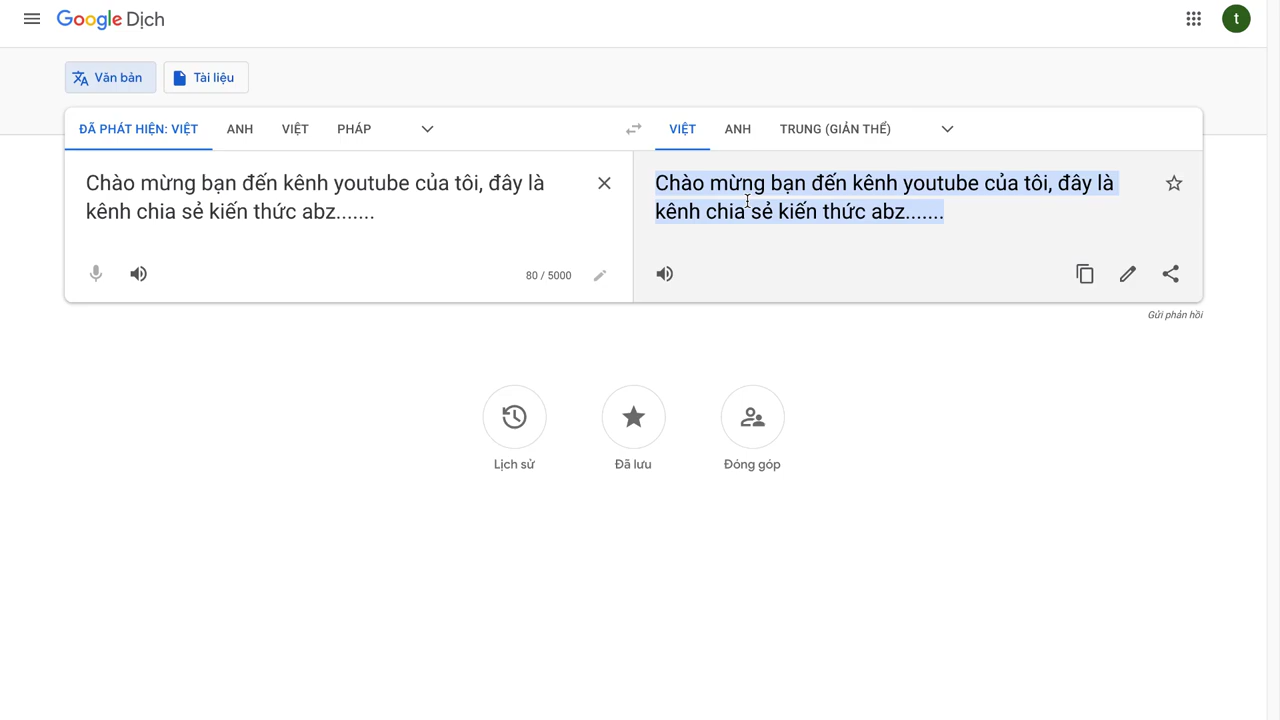 Google Dịch
t
Văn bản
Tài liệu
ĐÃ PHÁT HIỆN: VIỆT ANH VIỆT PHÁP
VIỆT ANH TRUNG (GIẢN THỂ)
Chào mừng bạn đến kênh youtube của tôi, đây là
kênh chia sẻ kiến thức abz.......
80 / 5000
Chào mừng bạn đến kênh youtube của tôi, đây là
kênh chia sẻ kiến thức abz.......
Gửi phản hồi
Lịch sử
Đã lưu
Đóng góp